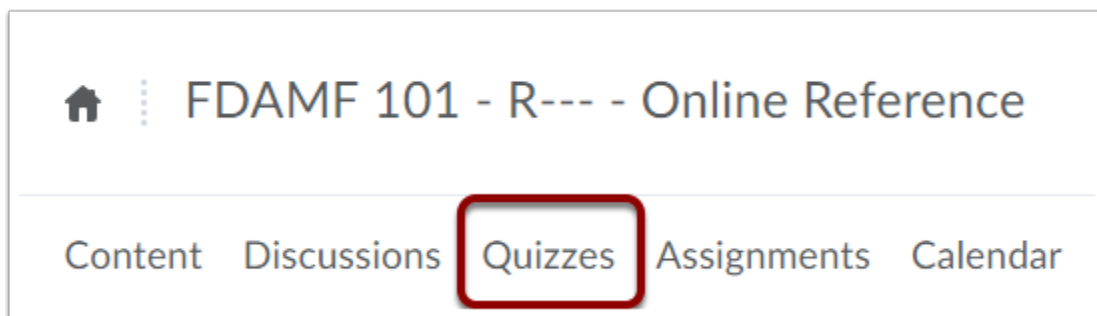 FDAMF 101 - R--- - Online Reference
Content Discussions Quizzes Assignments Calendar